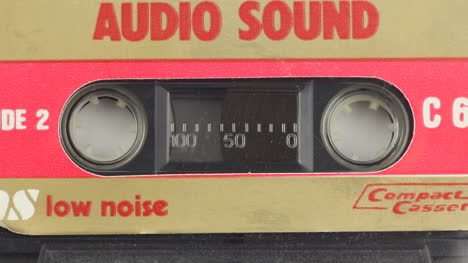 AUDIO SOUND
DE 2
C 6
100 50 0
low noise
Compact
Casset